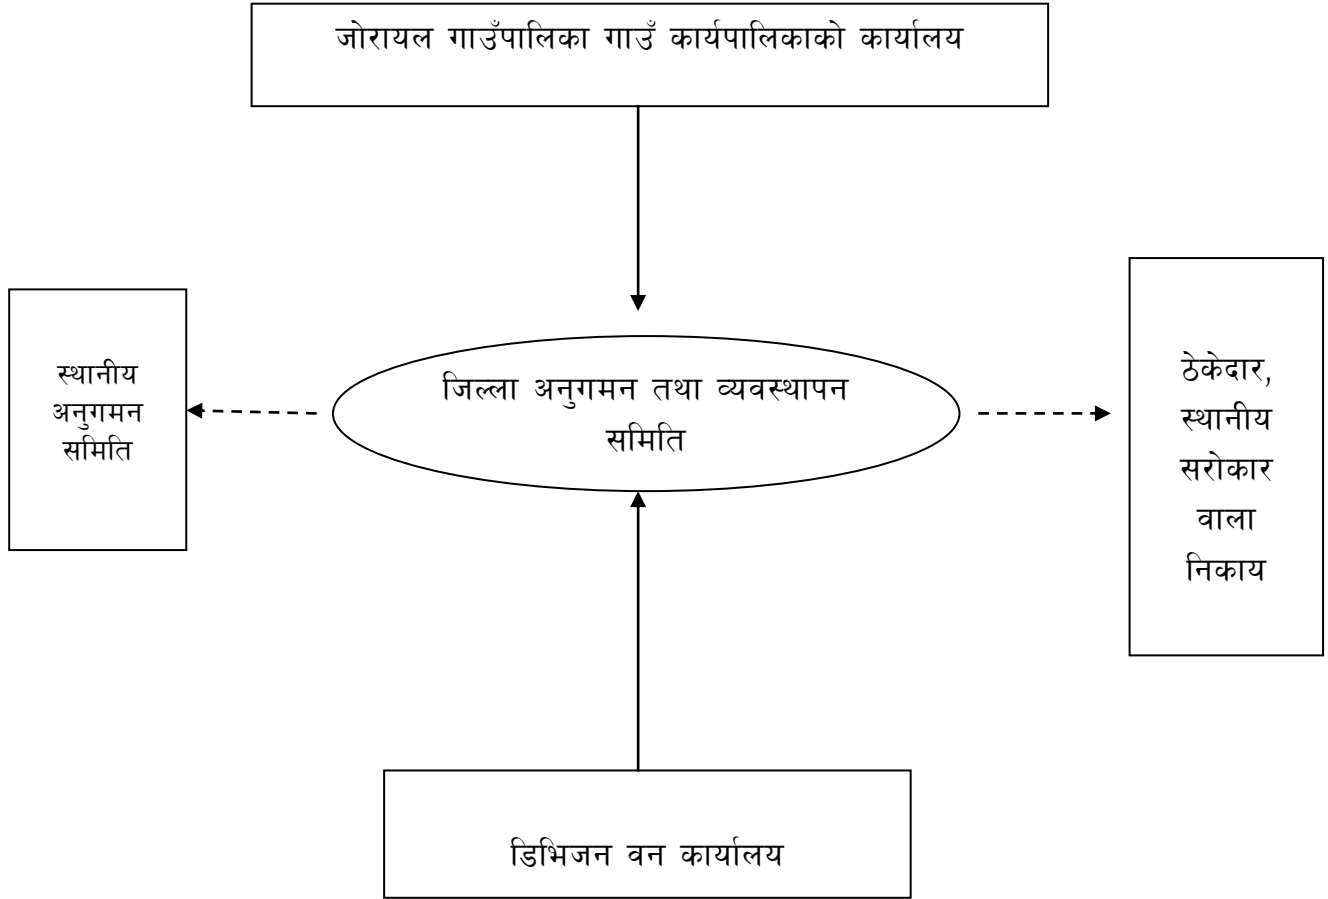 जोरायल गाउँपालिका गाउँ कार्यपालिकाको कार्यालय
स्थानीय
अनुगमन
समिति
जिल्ला अनुगमन तथा व्यवस्थापन
समिति
ठेकेदार,
स्थानीय
सरोकार
वाला
निकाय
डिभिजन वन कार्यालय